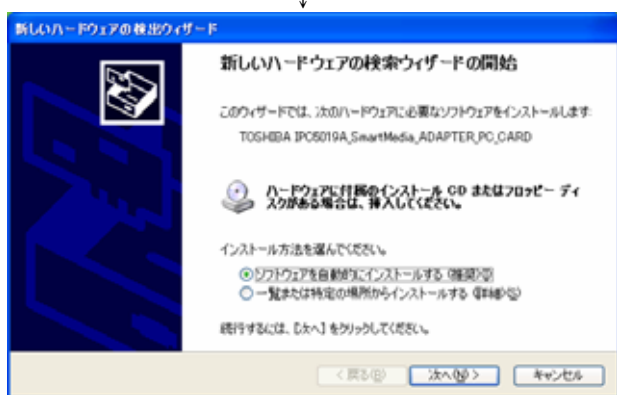 新しいハードウェアの検出ウィザード
新しいハードウェアの検索ウィザードの開始
このウィザードでは、次のハードウェアに必要なソフトウェアをインストールします:
TOSHIBA IPC5019A,SmartMedia,ADAPTER,PC,CARD
ハードウェアに付属のインストール CD またはフロッピー ディ
スクがある場合は、挿入してください。
インストール方法を選んでください。
ソフトウェアを自動的にインストールする (推奨)(I)
一覧または特定の場所からインストールする (詳細)(S)
続行するには、[次へ] をクリックしてください。
< 戻る(B)
次へ(N) >
キャンセル